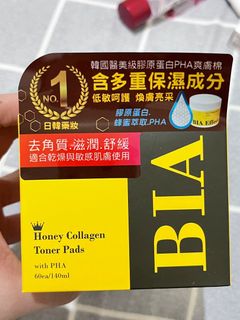 韓國醫美級膠原蛋白PHA爽膚棉
1
NO.
日韓藥妝
含多重保濕成分
低敏呵護 煥膚亮采
膠原蛋白.
蜂蜜萃取.PHA
BIA Effect
去角質.滋潤.舒緩
適合乾燥與敏感肌膚使用
BIA
Honey Collagen
Toner Pads
with PHA
60ea/140ml